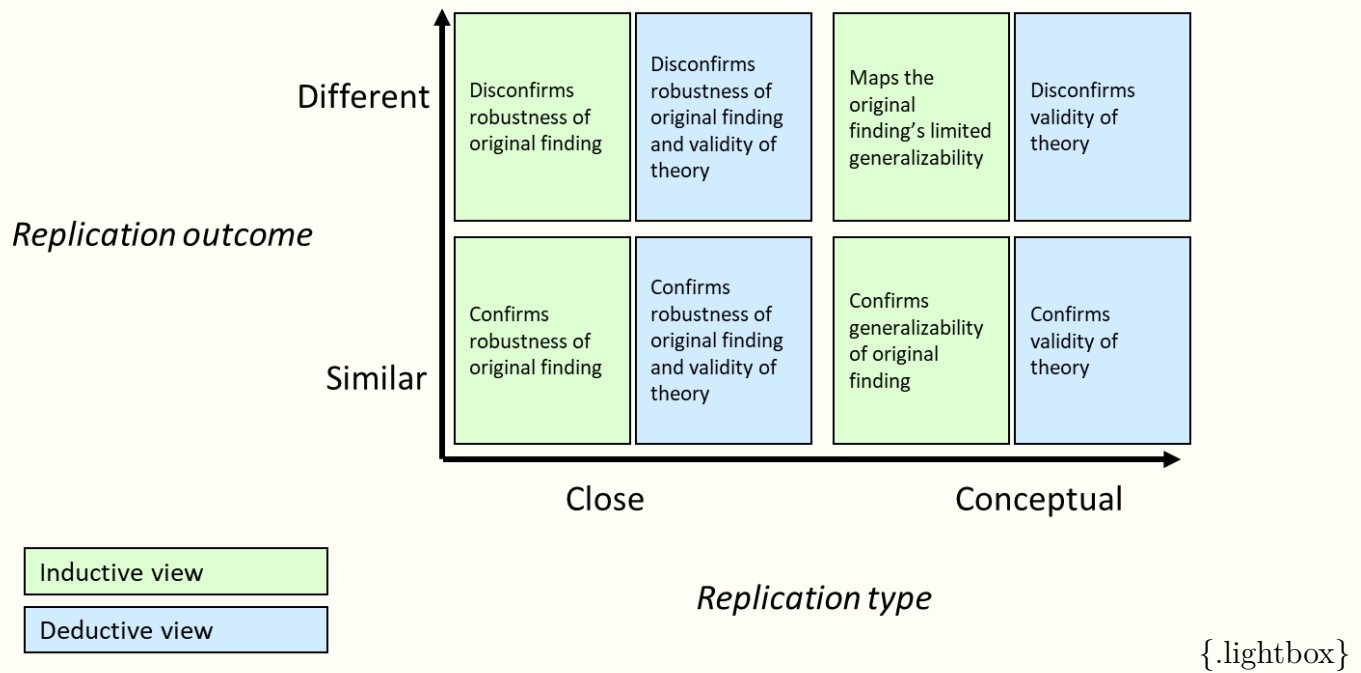 Different
Disconfirms
robustness of
original finding
Disconfirms
robustness of
original finding
and validity of
theory
Maps the
original
finding’s limited
generalizability
Disconfirms
validity of
theory
Replication outcome
Similar
Confirms
robustness of
original finding
Confirms
robustness of
original finding
and validity of
theory
Confirms
generalizability
of original
finding
Confirms
validity of
theory
Close
Conceptual
Inductive view
Deductive view
Replication type
{.lightbox}